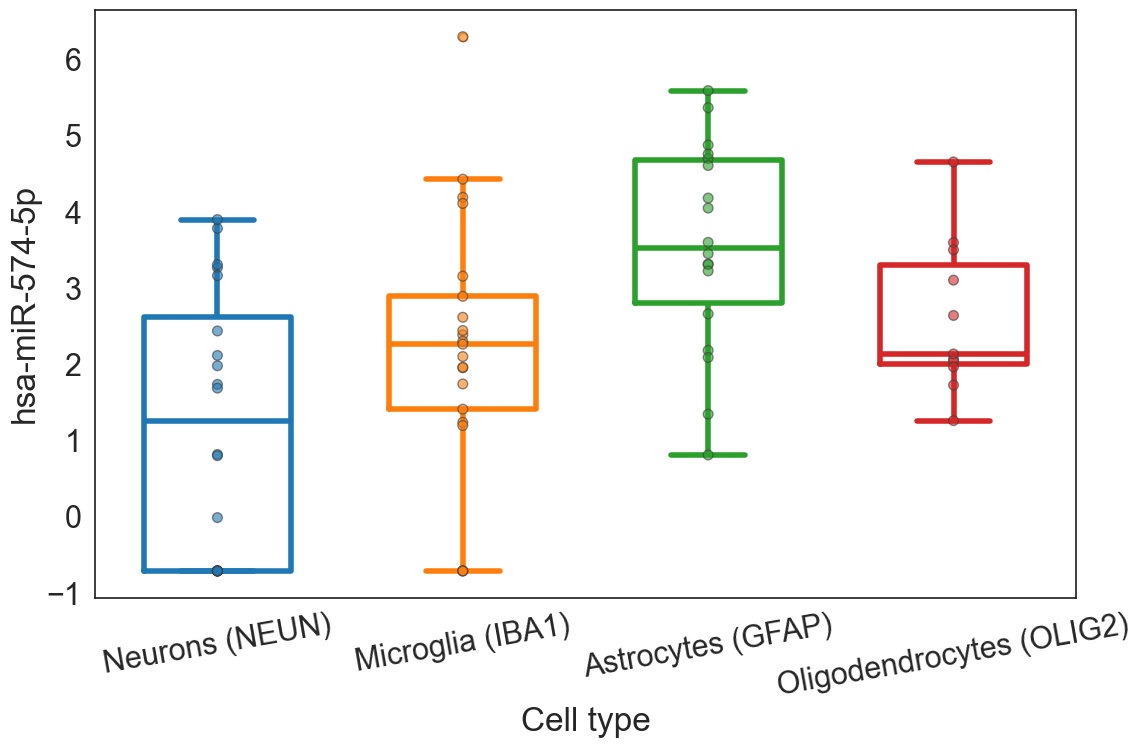 hsa-miR-574-5p
6
5
4
3
2
1
0
−1
Neurons (NEUN)
Microglia (IBA1)
Astrocytes (GFAP)
Oligodendrocytes (OLIG2)
Cell type